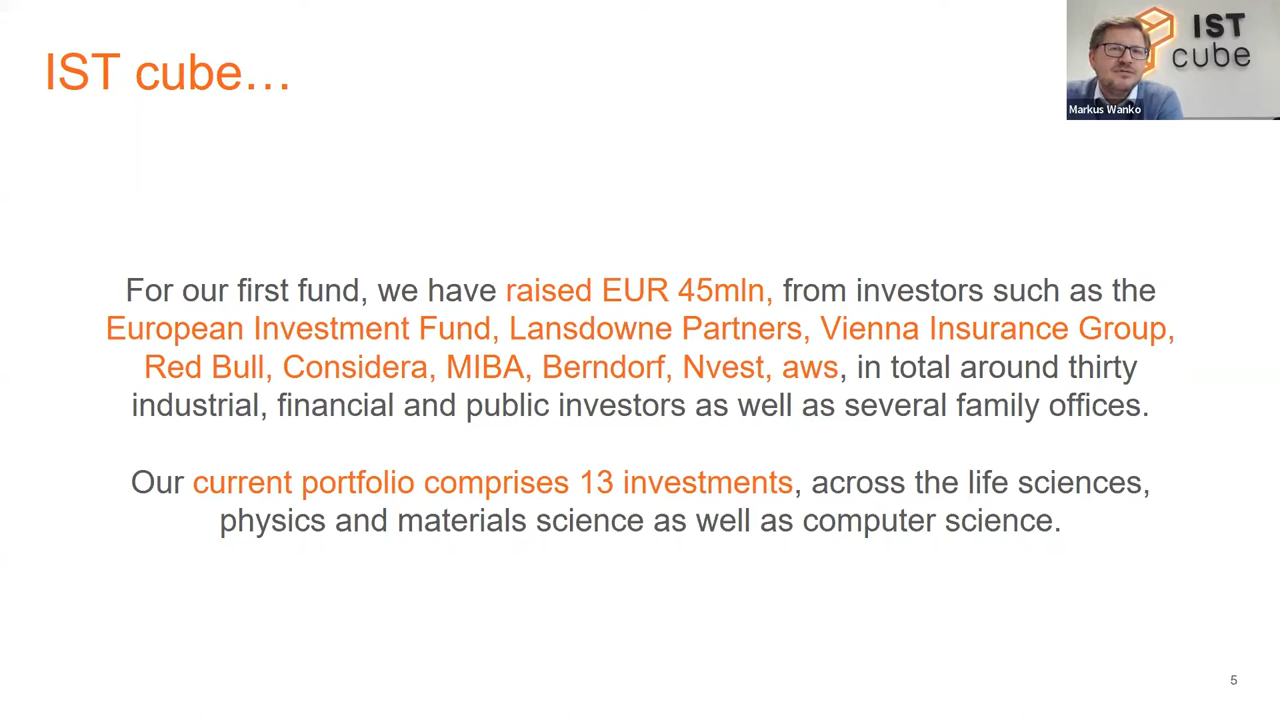 IST cube…
IST
cube
Markus Wanko
For our first fund, we have raised EUR 45mln, from investors such as the
European Investment Fund, Lansdowne Partners, Vienna Insurance Group,
Red Bull, Considera, MIBA, Berndorf, Nvest, aws, in total around thirty
industrial, financial and public investors as well as several family offices.
Our current portfolio comprises 13 investments, across the life sciences,
physics and materials science as well as computer science.
5